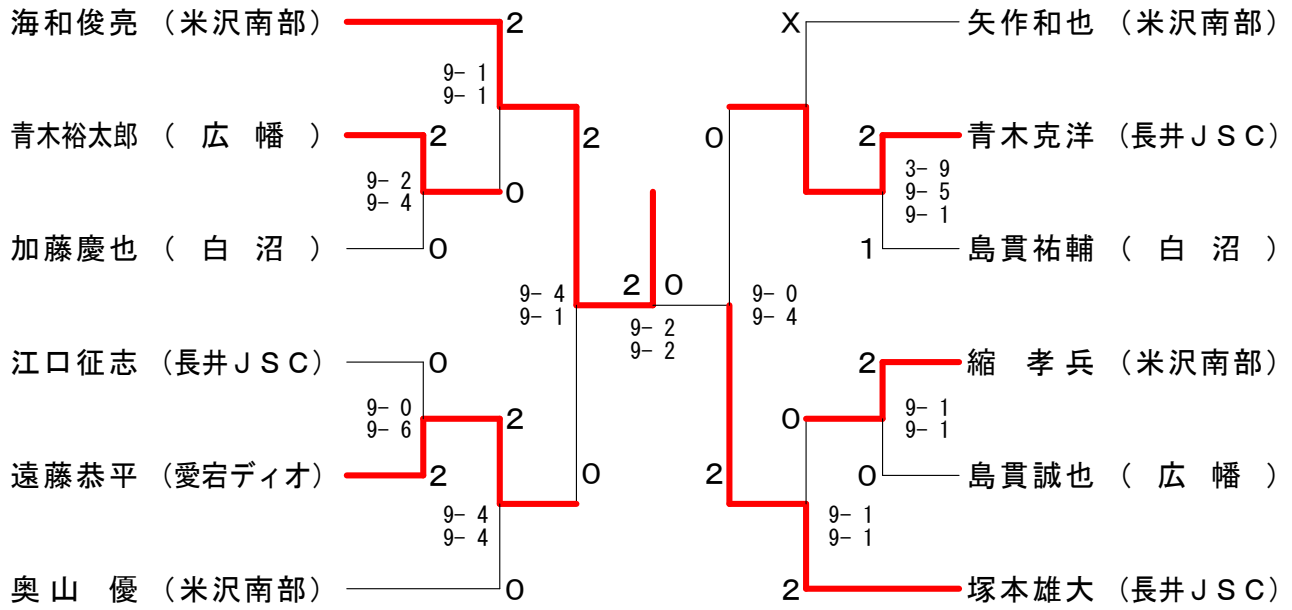 海和俊亮 （米沢南部） 2 X 矢作和也 （米沢南部）
9- 1
9- 1
青木裕太郎 （ 広 幡 ） 2 2 0 2 青木克洋 （長井ＪＳＣ）
9- 2 3- 9
9- 4 0 9- 5
9- 1
加藤慶也 （ 白 沼 ） 0 1 島貫祐輔 （ 白 沼 ）
9- 4 2 0 9- 0
9- 1 9- 4
9- 2
9- 2
江口征志 （長井ＪＳＣ） 0 2 縮 孝兵 （米沢南部）
9- 0 2 0 9- 1
9- 6 9- 1
遠藤恭平 （愛宕ディオ） 2 0 2 0 島貫誠也 （ 広 幡 ）
9- 4 9- 1
9- 4 9- 1
奥山 優 （米沢南部） 0 2 塚本雄大 （長井ＪＳＣ）